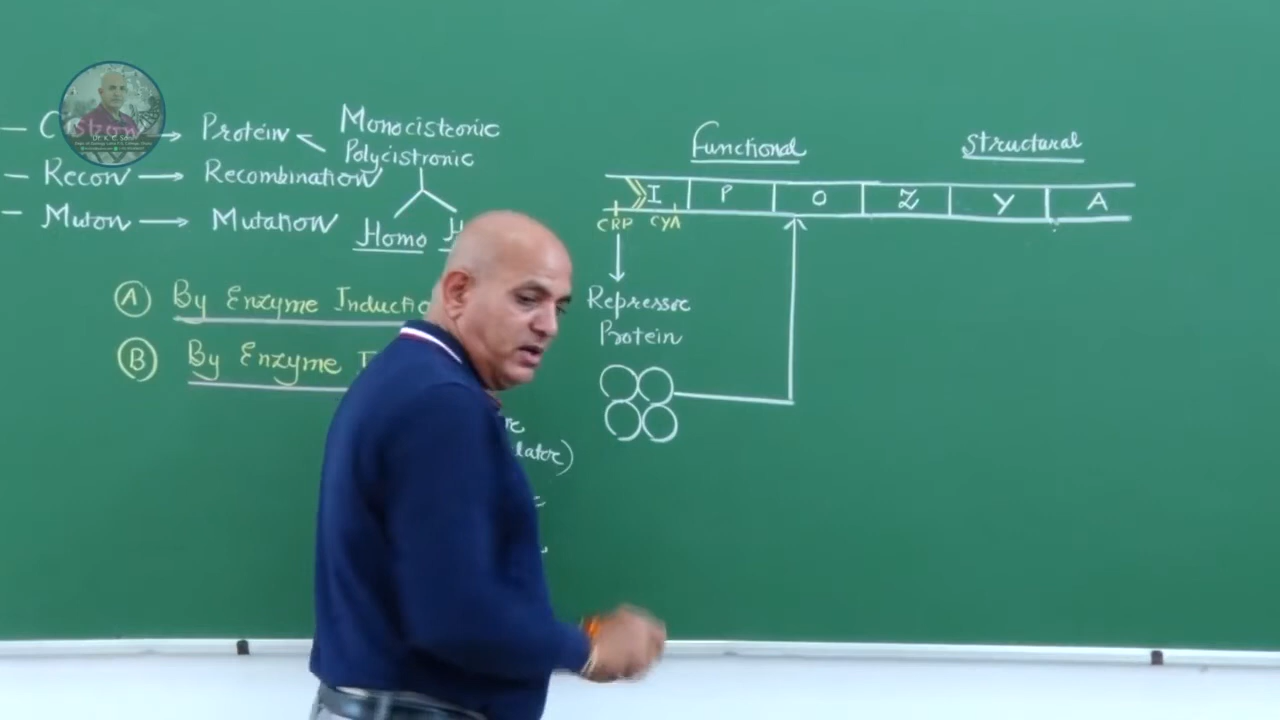 Cistron → Protein
Monocistronic
Polycistronic
— Recon → Recombination
— Muton → Mutation
Homo H
A By Enzyme Inductio
B By Enzyme
lator)
Functional
Structural
I P O Z Y A
CRP CYA
Repressor
Protein